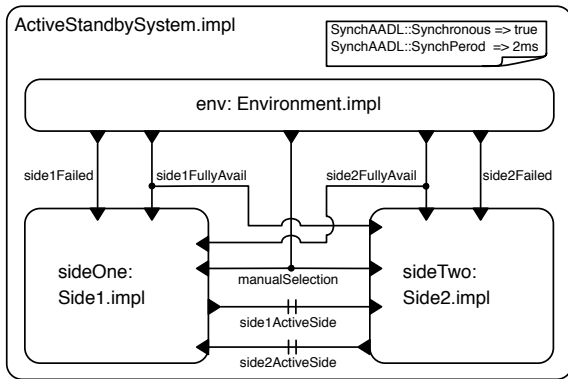 ActiveStandbySystem.impl
SynchAADL::Synchronous => true
SynchAADL::SynchPerod => 2ms
env: Environment.impl
side1Failed
side1FullyAvail
side2FullyAvail
side2Failed
sideOne:
Side1.impl
sideTwo:
Side2.impl
manualSelection
side1ActiveSide
side2ActiveSide